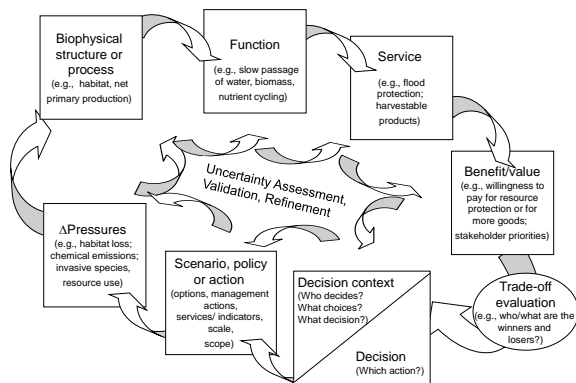 Biophysical
structure or
process
(e.g., habitat, net
primary production)
Function
(e.g., slow passage
of water, biomass,
nutrient cycling)
Service
(e.g., flood
protection;
harvestable
products)
Benefit/value
(e.g., willingness to
pay for resource
protection or for
more goods;
stakeholder priorities)
Trade-off
evaluation
(e.g., who/what are the
winners and
losers?)
Decision context
(Who decides?
What choices?
What decision?)
Decision
(Which action?)
Scenario, policy
or action
(options, management
actions,
services/ indicators,
scale,
scope)
ΔPressures
(e.g., habitat loss;
chemical emissions;
invasive species,
resource use)
Uncertainty Assessment,
Validation, Refinement